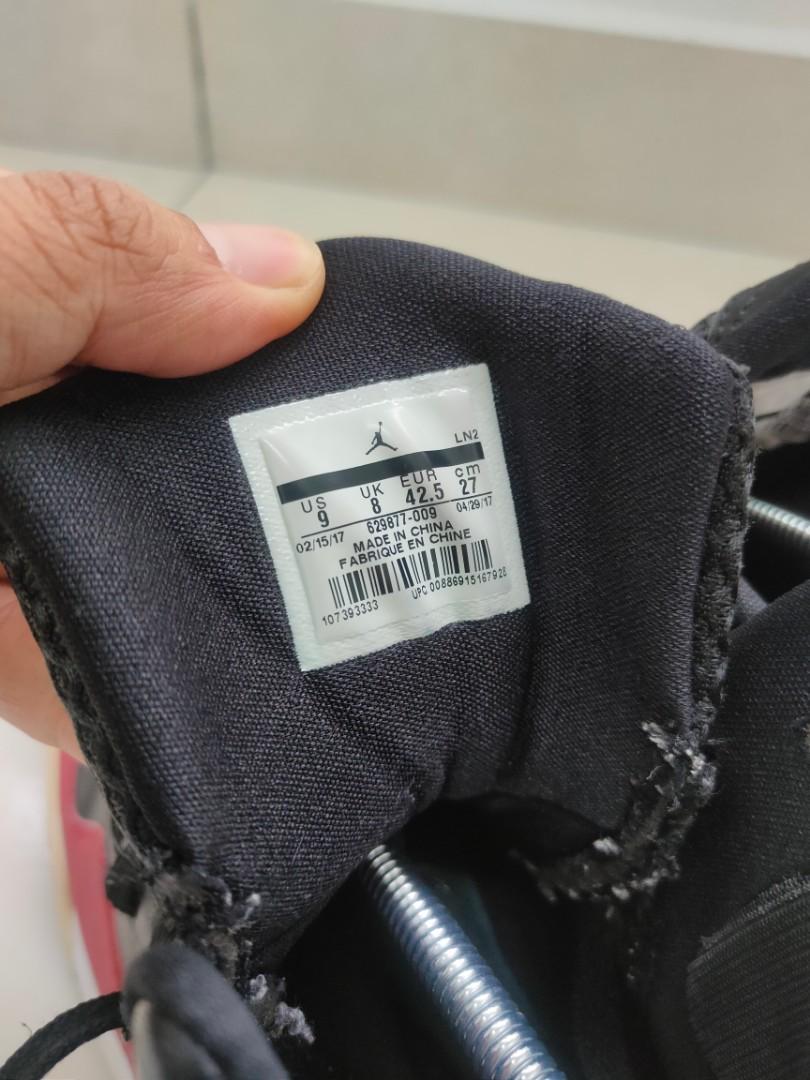 LN2
US UK EUR cm
9 8 42.5 27
02/15/17 629877-009 04/29/17
MADE IN CHINA
FABRIQUE EN CHINE
107393333 UPC 00886915167928